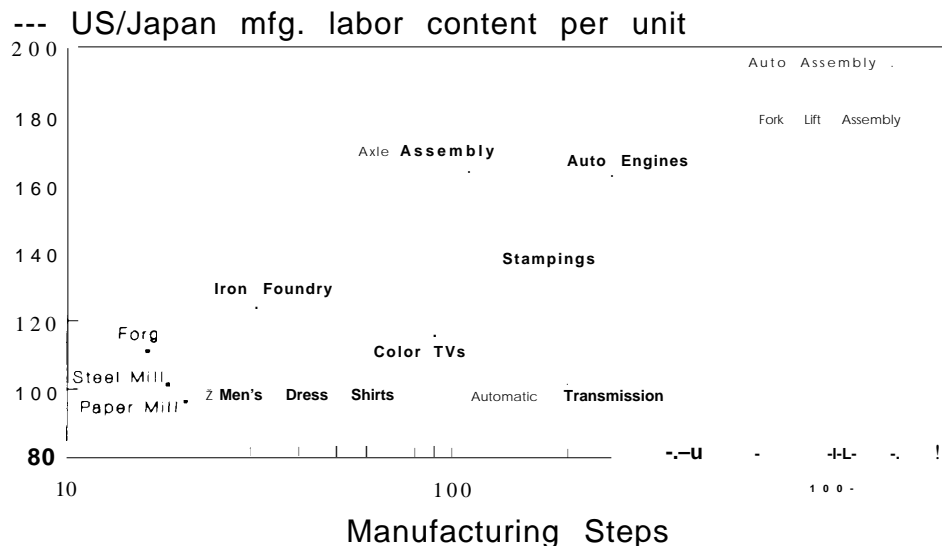 --- US/Japan mfg. labor content per unit
200
Auto Assembly .
180
Fork Lift Assembly
Axle Assembly
Auto Engines
160
140
Stampings
Iron Foundry
120
Forg
Color TVs
Steel Mill
100
Ž Men's Dress Shirts
Automatic Transmission
Paper Mill
80
10
100
100-
Manufacturing Steps